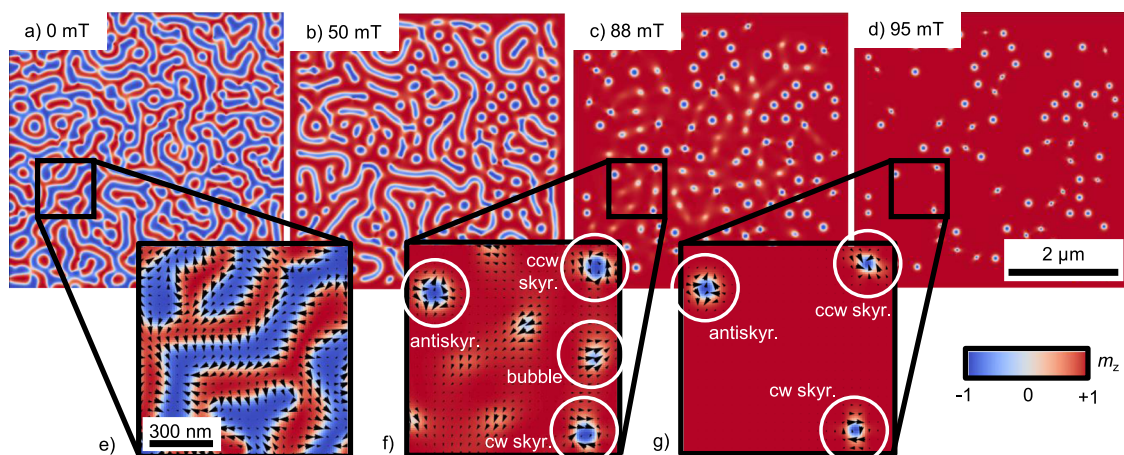 a) 0 mT
b) 50 mT
c) 88 mT
d) 95 mT
2 µm
ccw
skyr.
antiskyr.
bubble
cw skyr.
ccw skyr.
antiskyr.
cw skyr.
300 nm
e)
f)
g)
mz
-1
0
+1